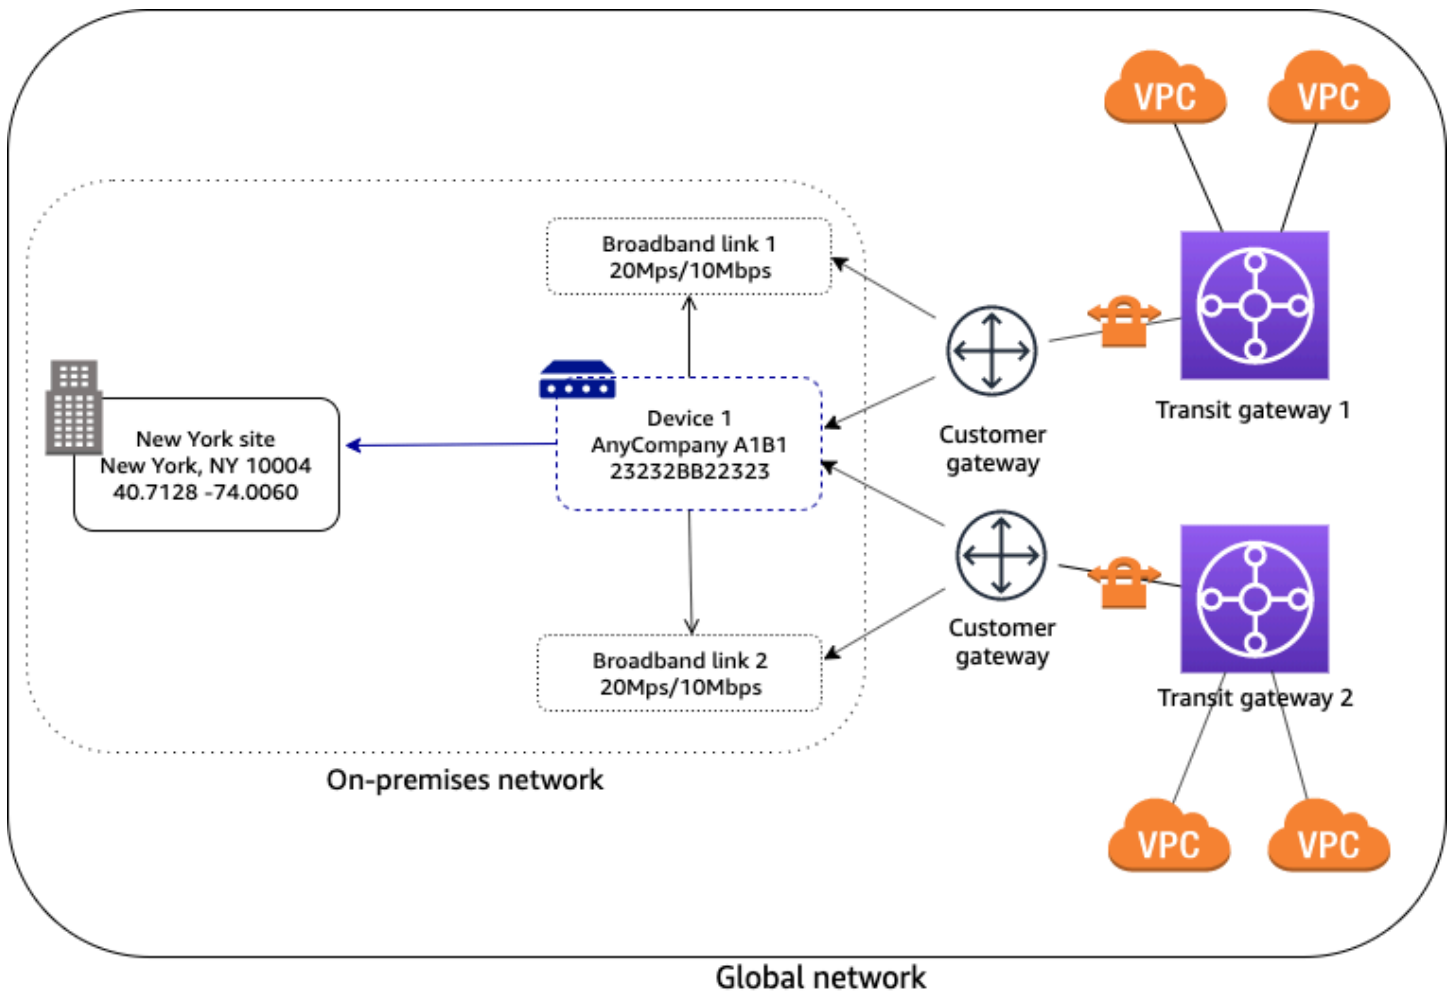 VPC
VPC
Broadband link 1
20Mps/10Mbps
Transit gateway 1
Device 1
AnyCompany A1B1
23232BB22323
Customer
gateway
New York site
New York, NY 10004
40.7128 -74.0060
Customer
gateway
Broadband link 2
20Mps/10Mbps
Transit gateway 2
On-premises network
VPC
VPC
Global network